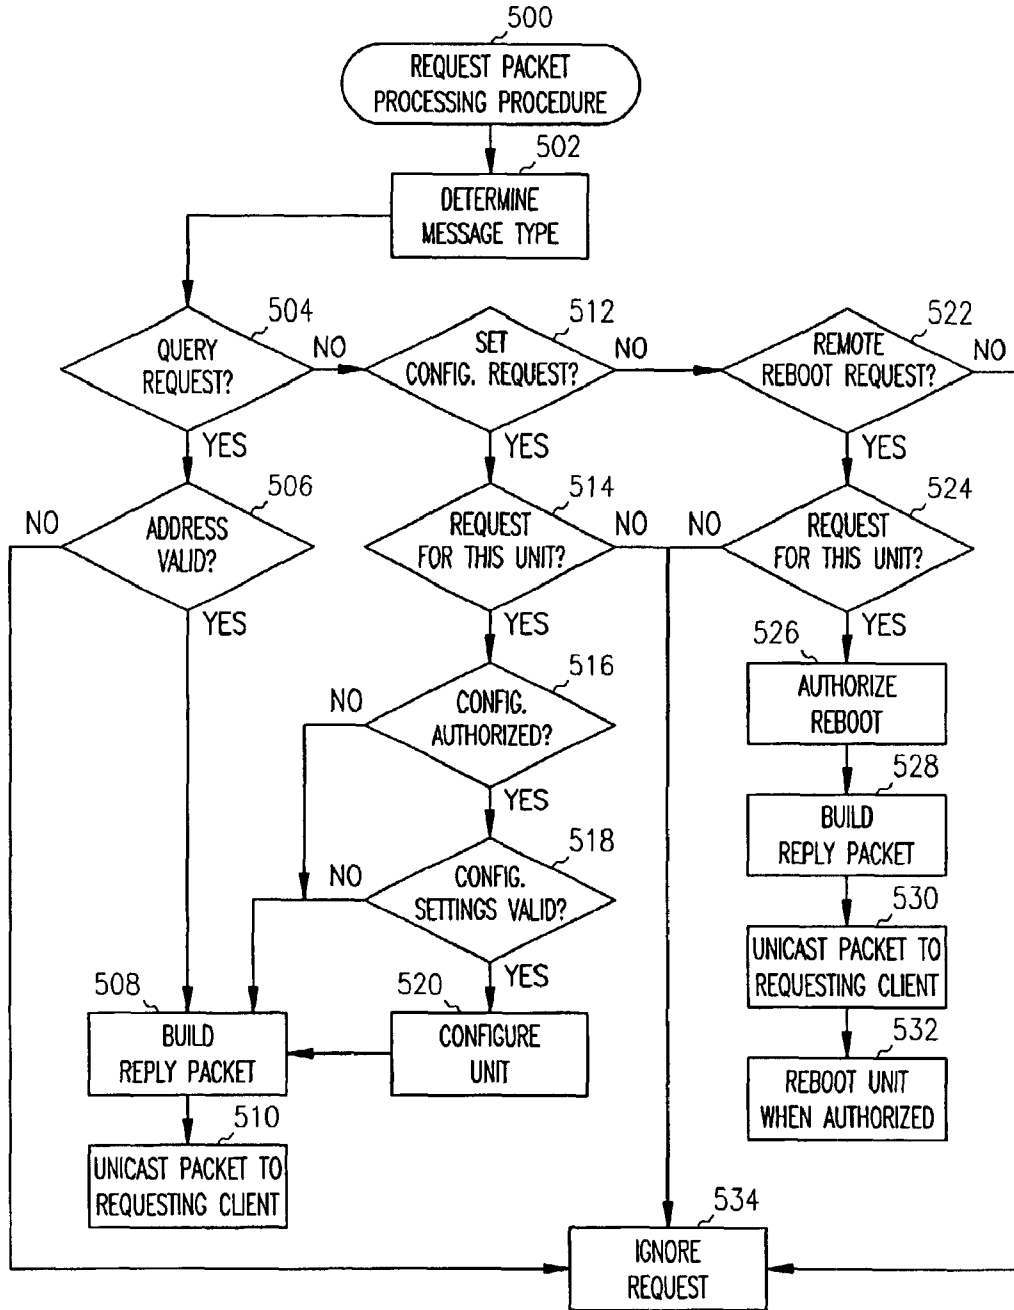 500
REQUEST PACKET
PROCESSING PROCEDURE
502
DETERMINE
MESSAGE TYPE
504
QUERY
REQUEST?
NO
YES
512
SET
CONFIG. REQUEST?
NO
YES
522
REMOTE
REBOOT REQUEST?
NO
YES
506
ADDRESS
VALID?
NO
YES
514
REQUEST
FOR THIS UNIT?
NO
YES
524
REQUEST
FOR THIS UNIT?
NO
YES
516
CONFIG.
AUTHORIZED?
NO
YES
526
AUTHORIZE
REBOOT
518
CONFIG.
SETTINGS VALID?
NO
YES
528
BUILD
REPLY PACKET
530
UNICAST PACKET TO
REQUESTING CLIENT
508
BUILD
REPLY PACKET
520
CONFIGURE
UNIT
532
REBOOT UNIT
WHEN AUTHORIZED
510
UNICAST PACKET TO
REQUESTING CLIENT
534
IGNORE
REQUEST